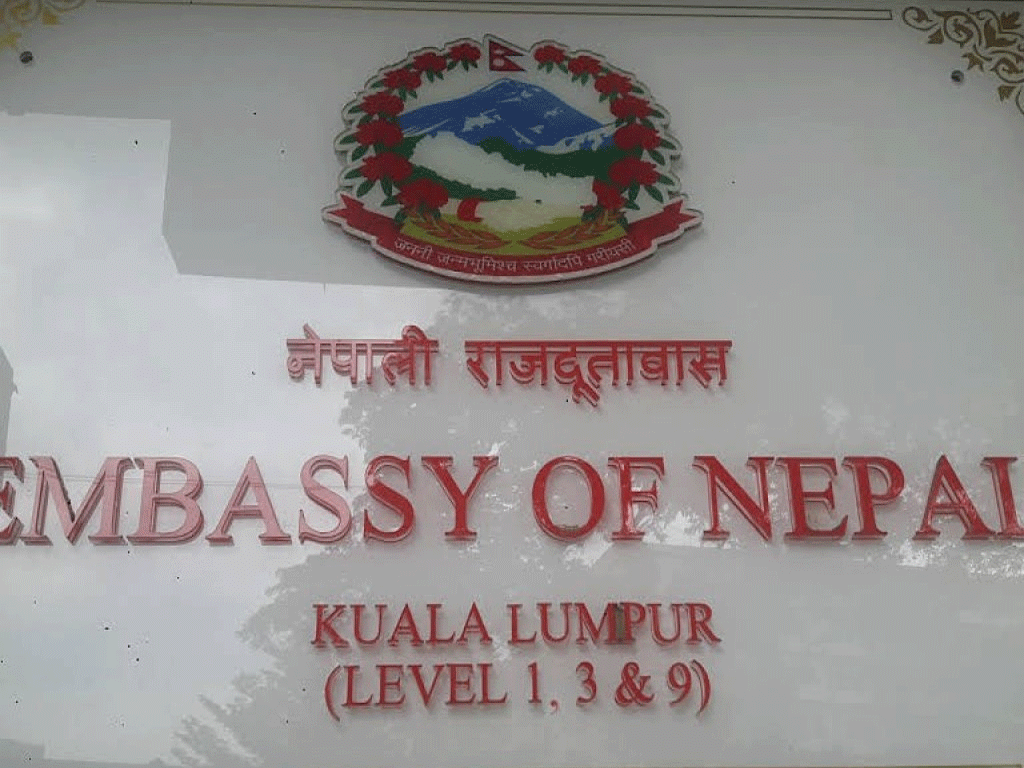 जननी जन्मभूमिश्च स्वर्गादपि गरीयसी
नेपाली राजदूताबास
EMBASSY OF NEPAL
KUALA LUMPUR
(LEVEL 1, 3 & 9)